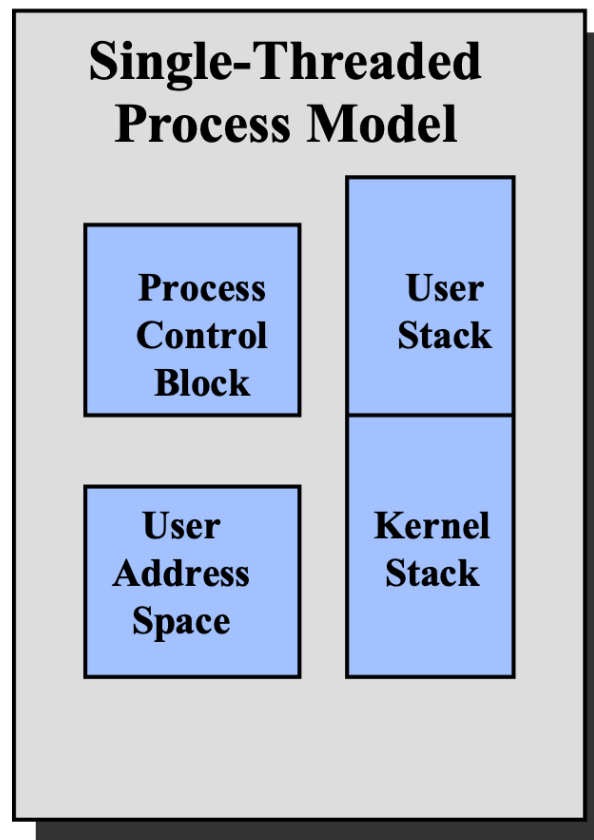 Single-Threaded
Process Model
Process
Control
Block
User
Stack
User
Address
Space
Kernel
Stack